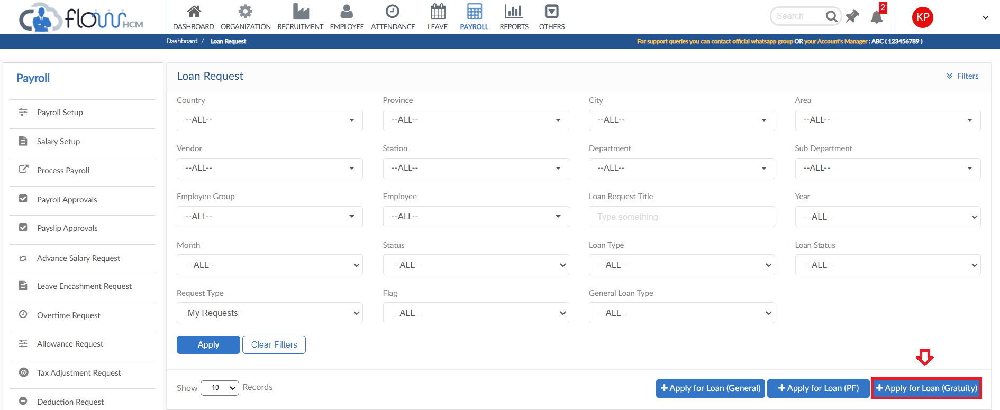 flowHCM
DASHBOARD ORGANIZATION RECRUITMENT EMPLOYEE ATTENDANCE LEAVE PAYROLL REPORTS OTHERS
Search
2
KP
Dashboard / Loan Request
For support queries you can contact official whatsapp group OR your Account's Manager : ABC ( 123456789 )
Payroll
Payroll Setup
Salary Setup
Process Payroll
Payroll Approvals
Payslip Approvals
Advance Salary Request
Leave Encashment Request
Overtime Request
Allowance Request
Tax Adjustment Request
Deduction Request
Loan Request
Filters
Country Province City Area
--ALL-- --ALL-- --ALL-- --ALL--
Vendor Station Department Sub Department
--ALL-- --ALL-- --ALL-- --ALL--
Employee Group Employee Loan Request Title Year
--ALL-- --ALL-- Type something --ALL--
Month Status Loan Type Loan Status
--ALL-- --ALL-- --ALL-- --ALL--
Request Type Flag General Loan Type
My Requests --ALL-- --ALL--
Apply Clear Filters
Show 10 Records
Apply for Loan (General) Apply for Loan (PF) Apply for Loan (Gratuity)